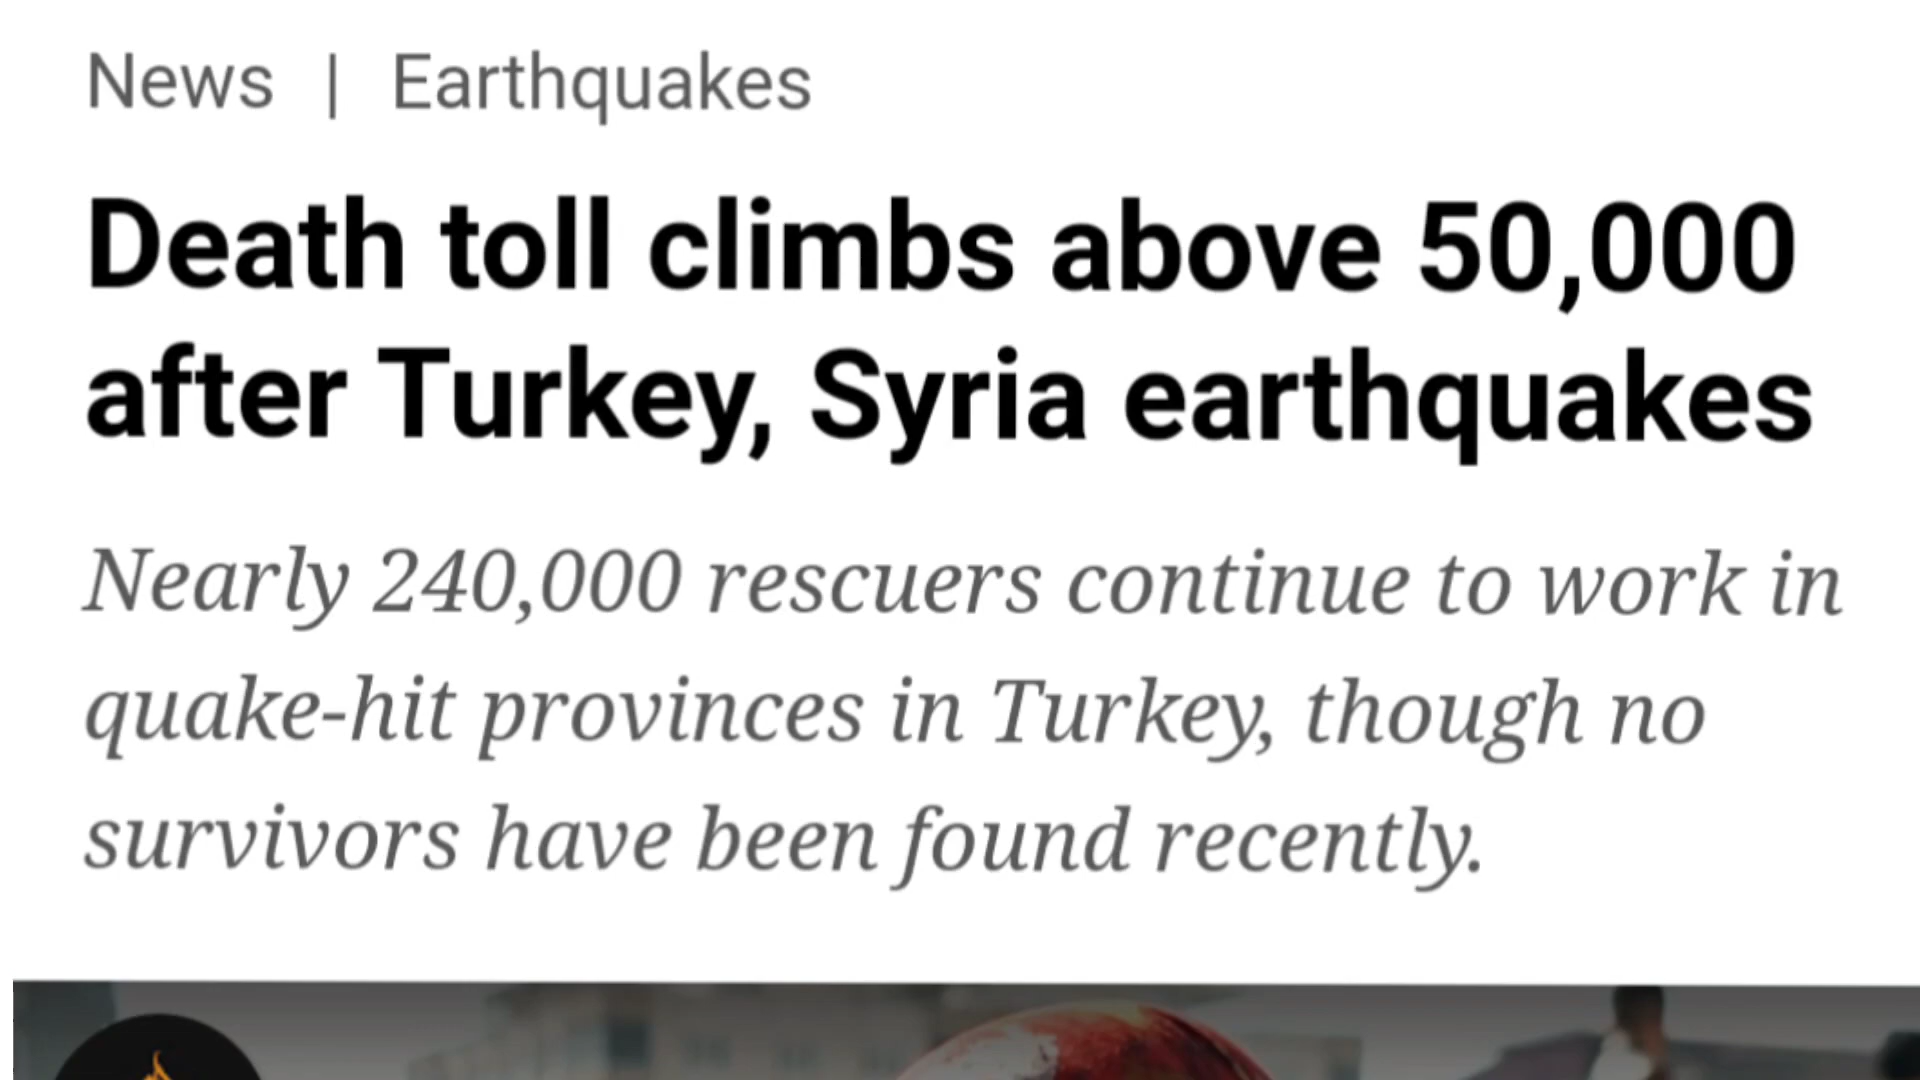 News | Earthquakes
Death toll climbs above 50,000
after Turkey, Syria earthquakes
Nearly 240,000 rescuers continue to work in
quake-hit provinces in Turkey, though no
survivors have been found recently.